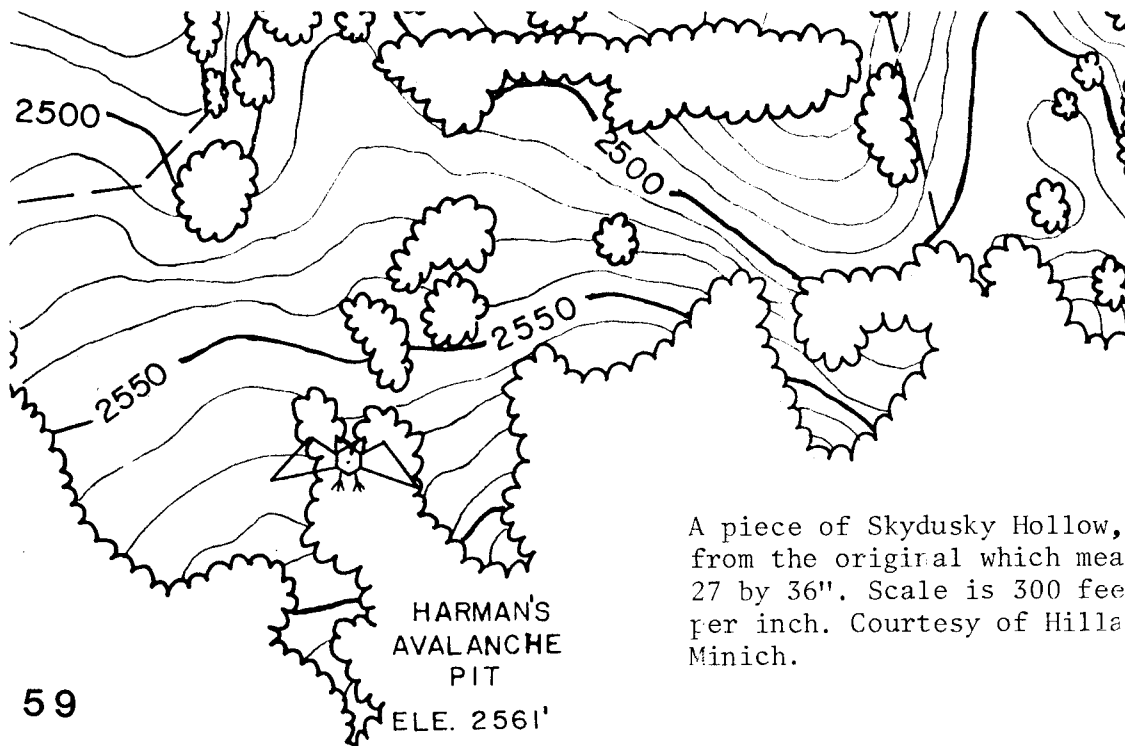 2500
2500
2550
2550
HARMAN'S
AVALANCHE
PIT
ELE. 2561'
A piece of Skydusky Hollow,
from the original which mea
27 by 36". Scale is 300 fee
per inch. Courtesy of Hilla
Minich.
59